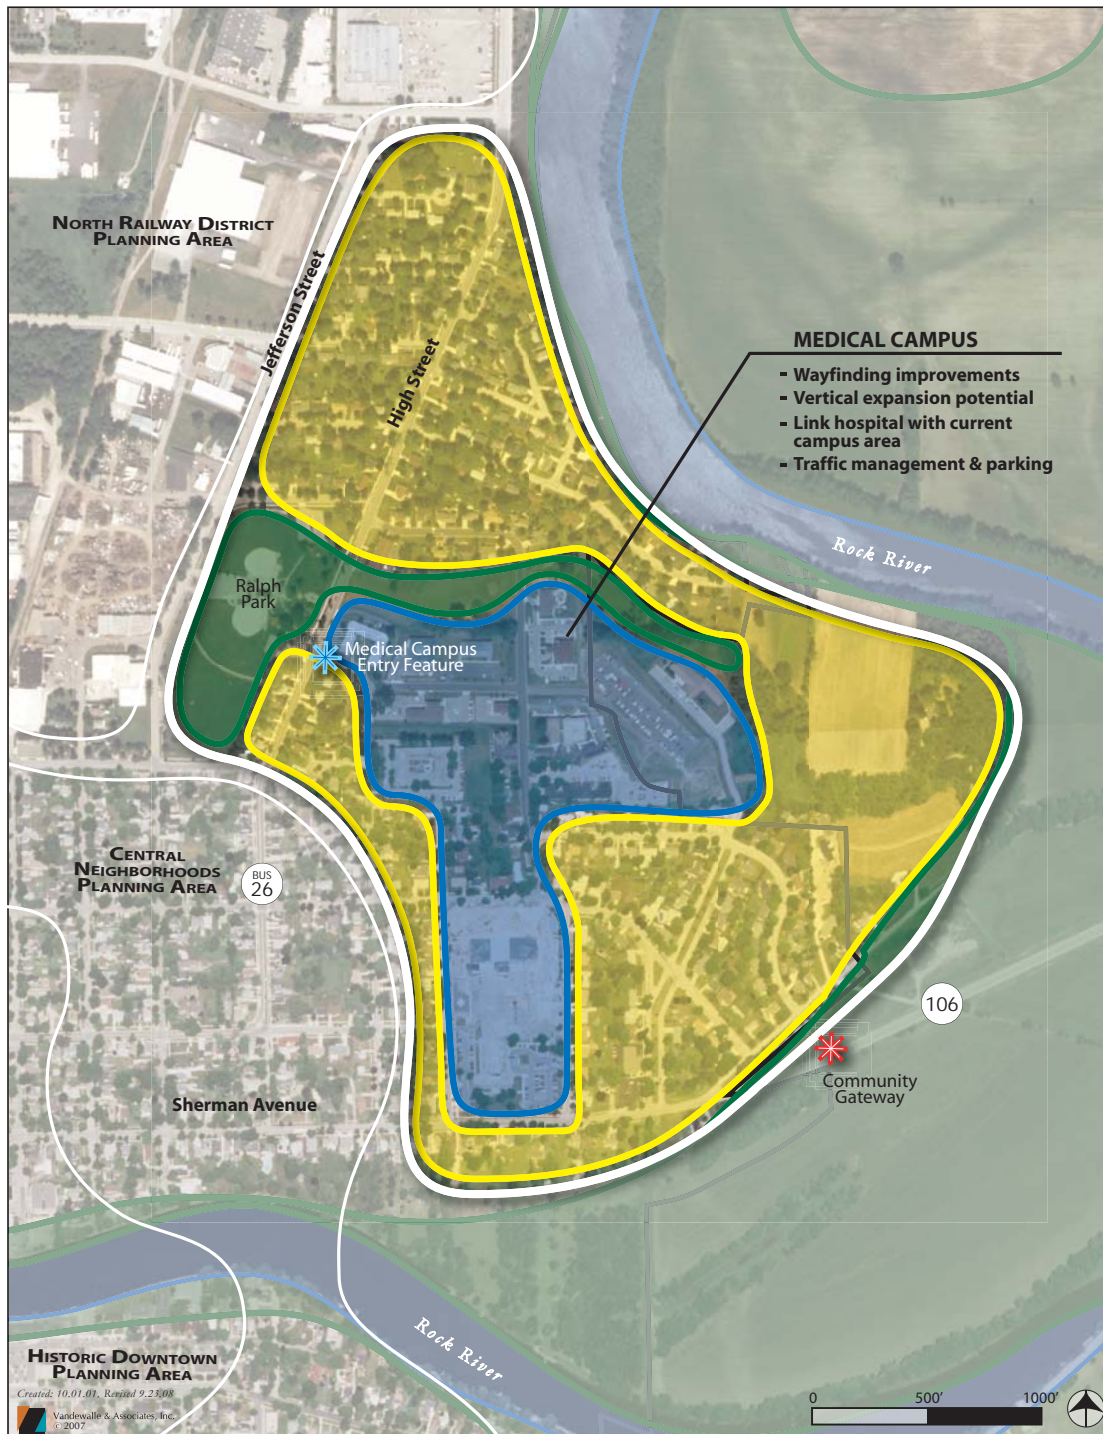 NORTH RAILWAY DISTRICT
PLANNING AREA
Jefferson Street
High Street
MEDICAL CAMPUS
- Wayfinding improvements
- Vertical expansion potential
- Link hospital with current
campus area
- Traffic management & parking
Rock River
Ralph
Park
Medical Campus
Entry Feature
CENTRAL
NEIGHBORHOODS
PLANNING AREA
BUS
26
106
Community
Gateway
Sherman Avenue
Rock River
HISTORIC DOWNTOWN
PLANNING AREA
Created: 10.01.01, Revised 9.23.08
Vandewalle & Associates, Inc.
©2007
0 500' 1000'